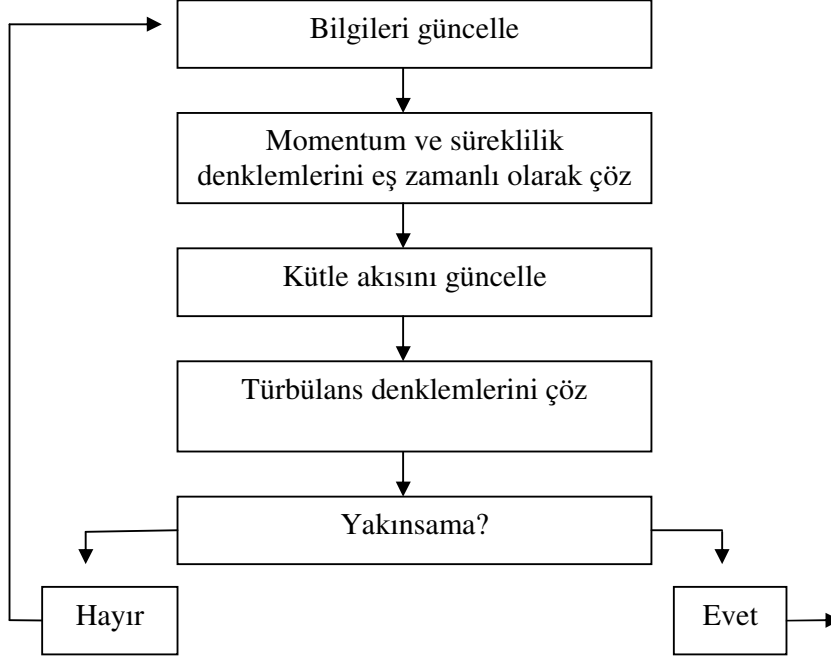 Bilgileri güncelle
Momentum ve süreklilik
denklemlerini eş zamanlı olarak çöz
Kütle akısını güncelle
Türbülans denklemlerini çöz
Yakınsama?
Hayır
Evet